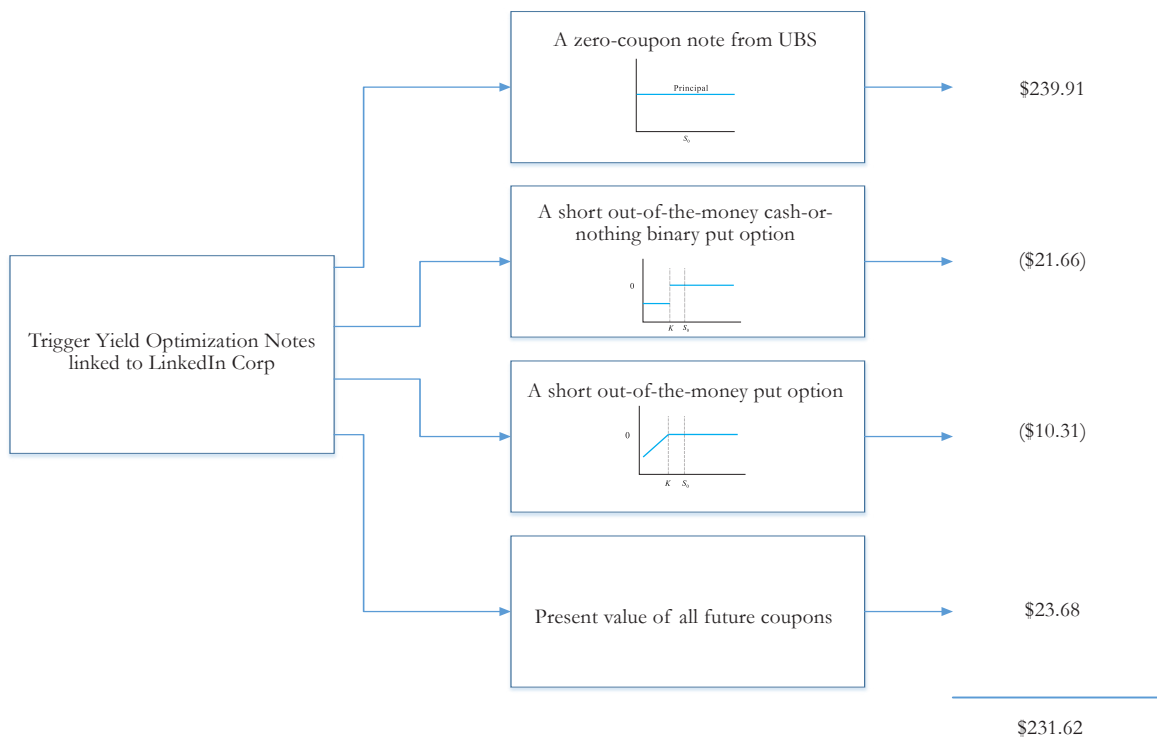 A zero-coupon note from UBS
Principal
S0
$239.91
A short out-of-the-money cash-or-
nothing binary put option
0
K
S0
($21.66)
Trigger Yield Optimization Notes
linked to LinkedIn Corp
A short out-of-the-money put option
0
K
S0
($10.31)
Present value of all future coupons
$23.68
$231.62